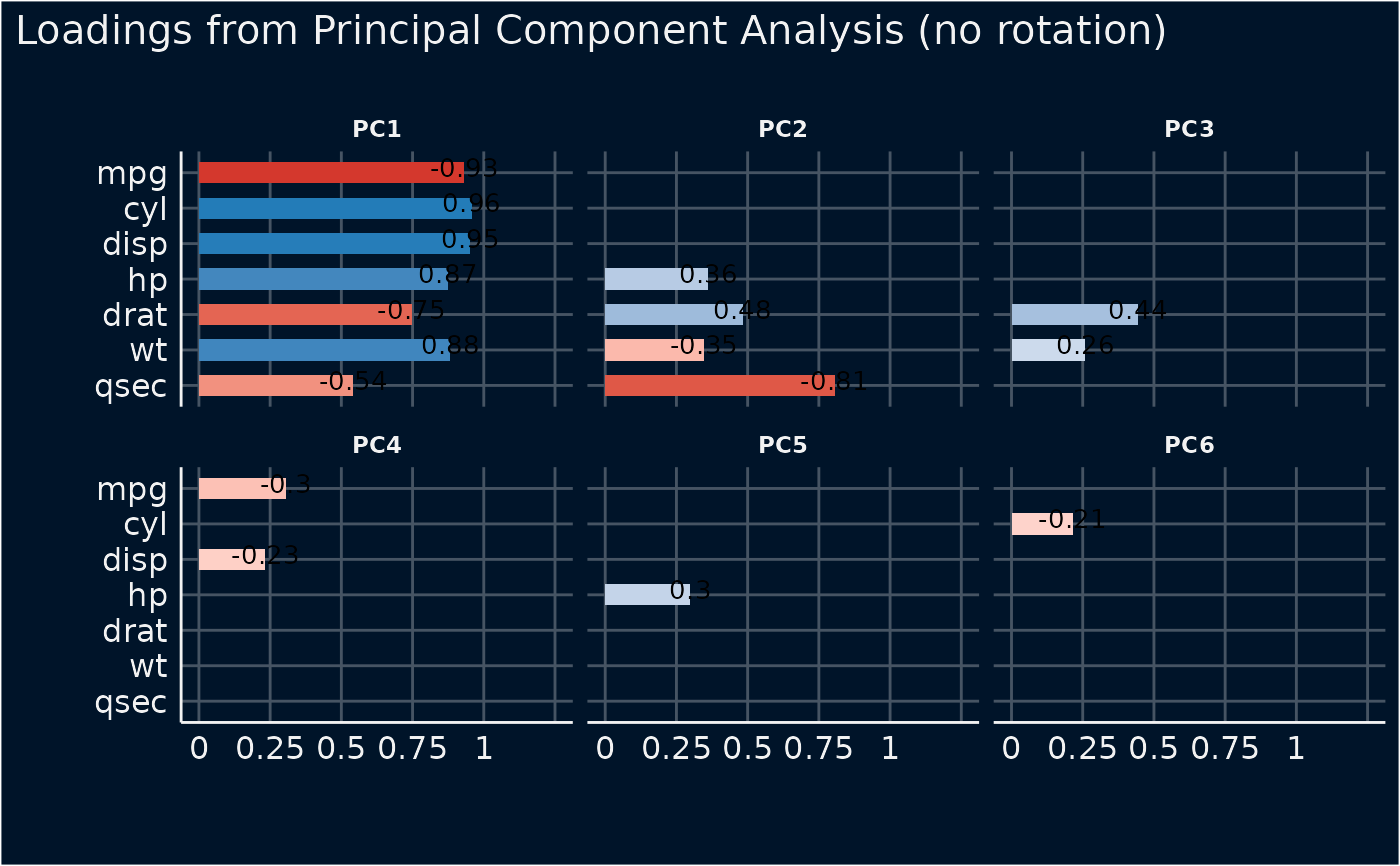 Loadings from Principal Component Analysis (no rotation)
PC1 PC2 PC3
mpg -0.93
cyl 0.96
disp 0.95
hp 0.87 0.36
drat -0.75 0.48 0.44
wt 0.88 -0.35 0.26
qsec -0.54 -0.81
PC4 PC5 PC6
mpg -0.3
cyl -0.21
disp -0.23
hp 0.3
drat
wt
qsec
0 0.25 0.5 0.75 1 0 0.25 0.5 0.75 1 0 0.25 0.5 0.75 1